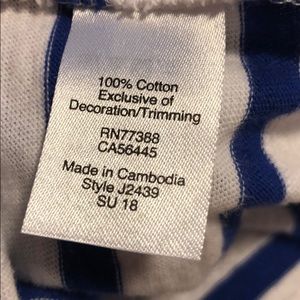 100% Cotton
Exclusive of
Decoration/Trimming
RN77388
CA56445
Made in Cambodia
Style J2439
SU 18